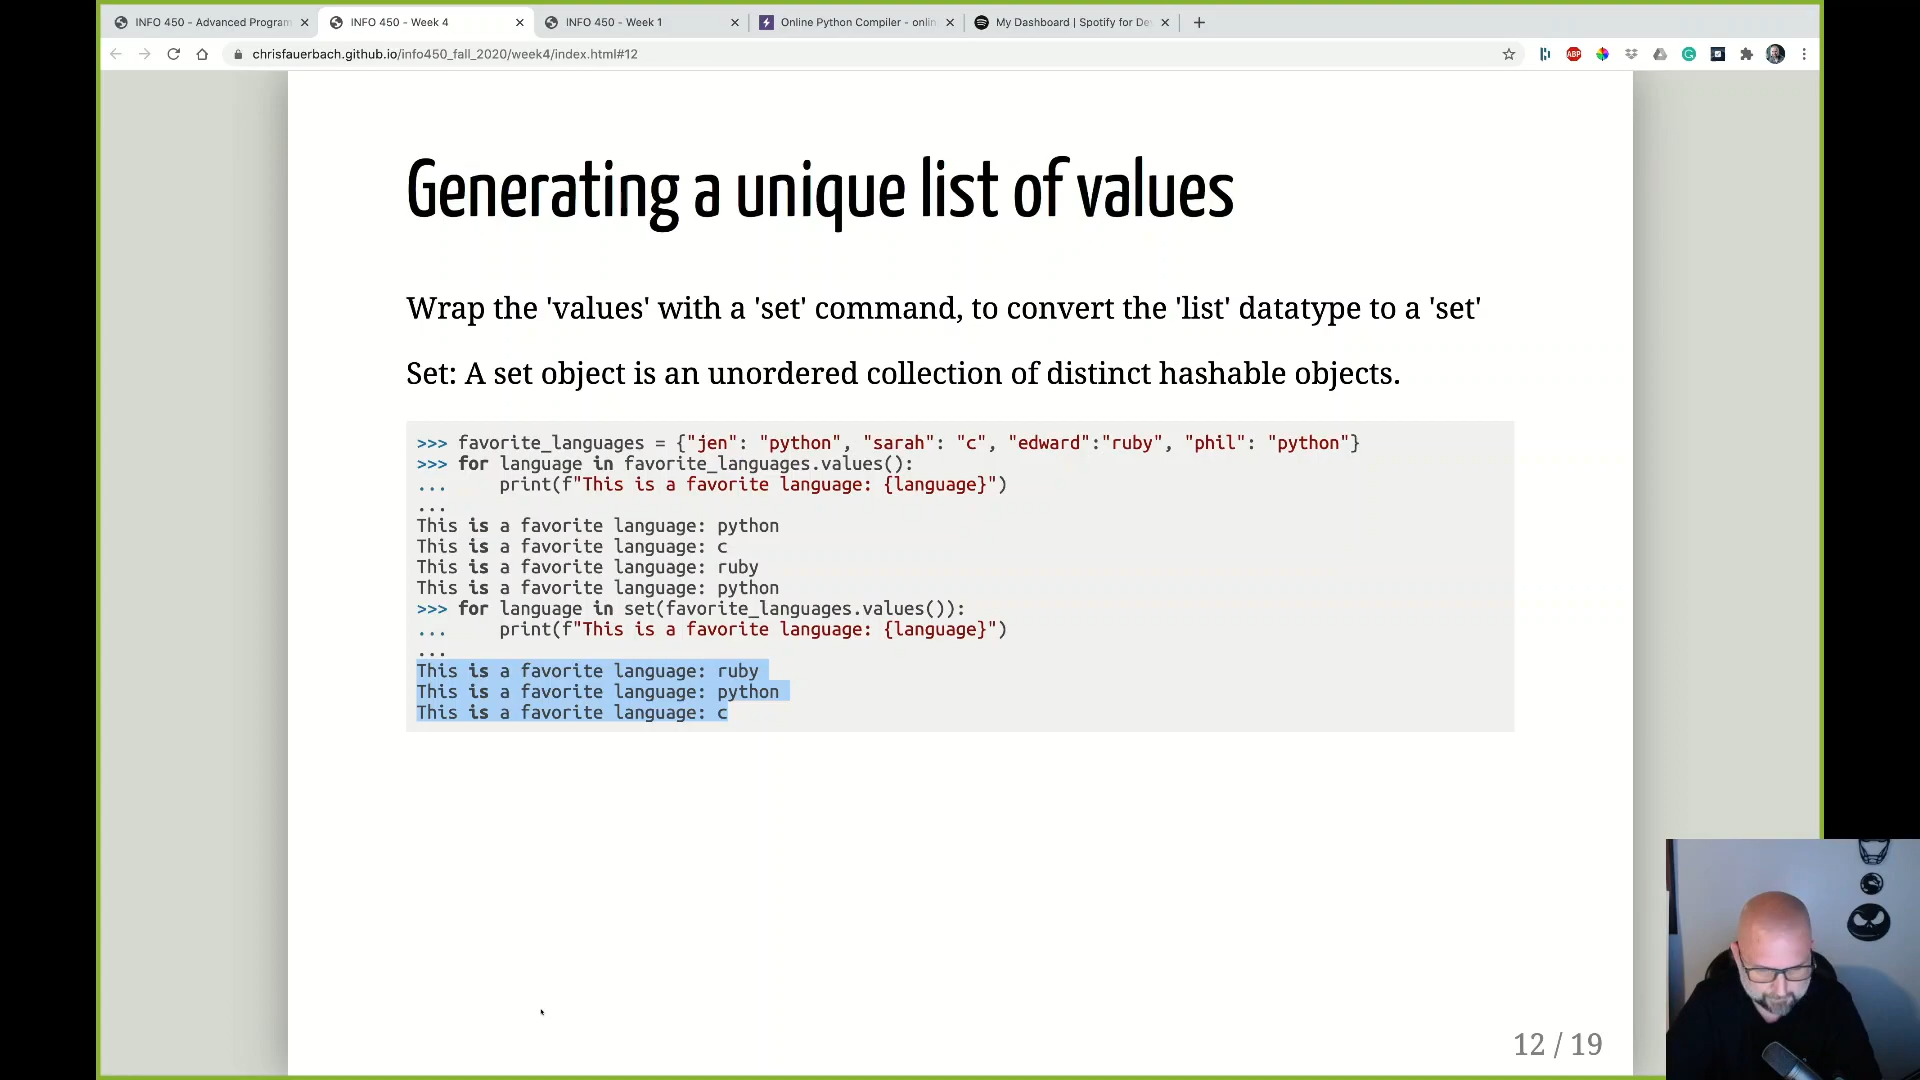 INFO 450 - Advanced Program
INFO 450 - Week 4
INFO 450 - Week 1
Online Python Compiler - onlin
My Dashboard | Spotify for De
chrisfauerbach.github.io/info450_fall_2020/week4/index.html#12
ABP
Generating a unique list of values
Wrap the 'values' with a 'set' command, to convert the 'list' datatype to a 'set'
Set: A set object is an unordered collection of distinct hashable objects.
>>> favorite_languages = {"jen": "python", "sarah": "c", "edward":"ruby", "phil": "python"}
>>> for language in favorite_languages.values():
...     print(f"This is a favorite language: {language}")
...
This is a favorite language: python
This is a favorite language: c
This is a favorite language: ruby
This is a favorite language: python
>>> for language in set(favorite_languages.values()):
...     print(f"This is a favorite language: {language}")
...
This is a favorite language: ruby
This is a favorite language: python
This is a favorite language: c
12 / 19